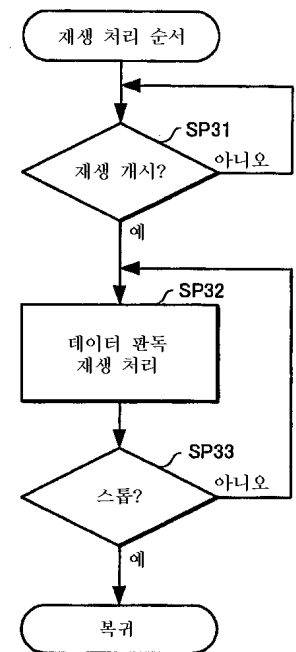 재생 처리 순서
SP31
재생 개시?
아니오
예
SP32
데이터 판독
재생 처리
SP33
스톱?
아니오
예
복귀